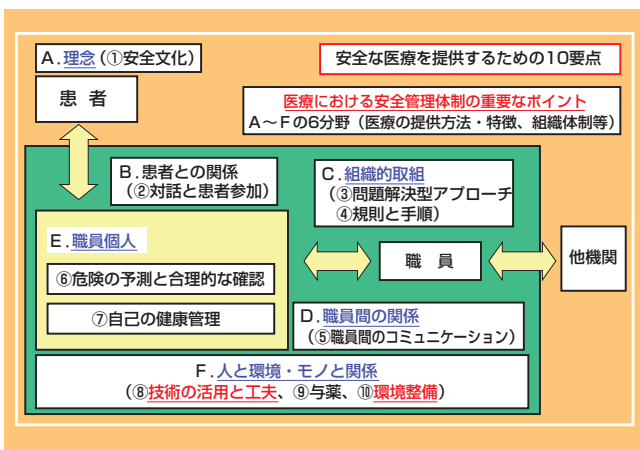 A.理念(①安全文化)
安全な医療を提供するための10要点
患 者
医療における安全管理体制の重要なポイント
A〜Fの6分野(医療の提供方法・特徴、組織体制等)
B.患者との関係
(②対話と患者参加)
C.組織的取組
(③問題解決型アプローチ
④規則と手順)
E.職員個人
⑥危険の予測と合理的な確認
⑦自己の健康管理
職 員
他機関
D.職員間の関係
(⑤職員間のコミュニケーション)
F.人と環境・モノと関係
(⑧技術の活用と工夫、⑨与薬、⑩環境整備)